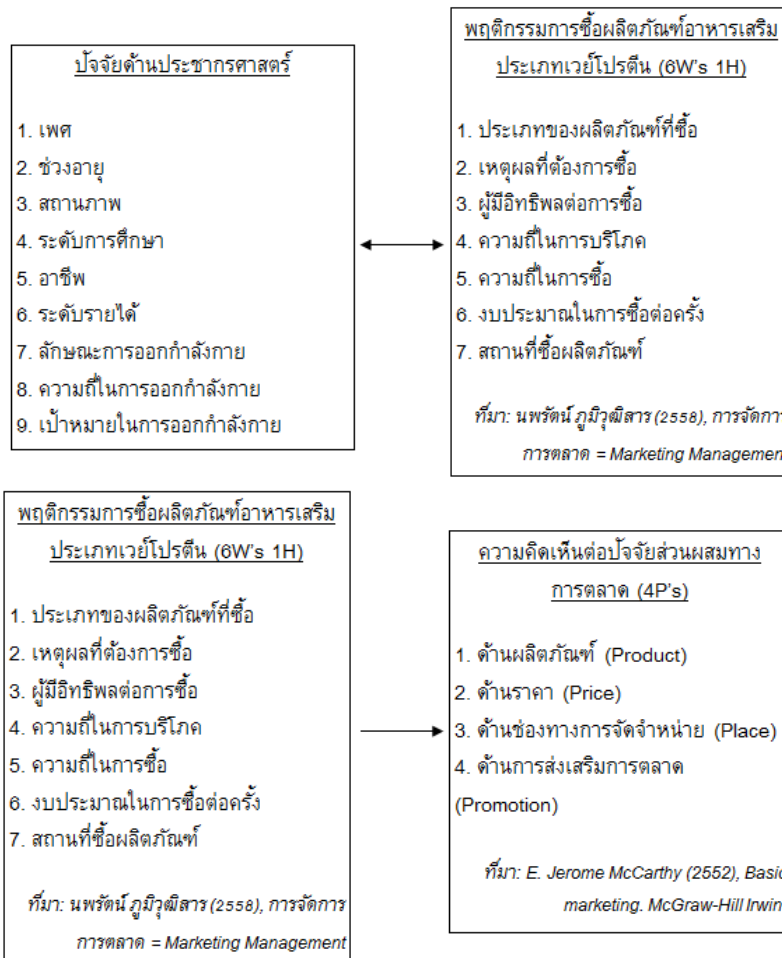 ปัจจัยด้านประชากรศาสตร์
1. เพศ
2. ช่วงอายุ
3. สถานภาพ
4. ระดับการศึกษา
5. อาชีพ
6. ระดับรายได้
7. ลักษณะการออกกำลังกาย
8. ความถี่ในการออกกำลังกาย
9. เป้าหมายในการออกกำลังกาย
พฤติกรรมการซื้อผลิตภัณฑ์อาหารเสริม
ประเภทเวย์โปรตีน (6W's 1H)
1. ประเภทของผลิตภัณฑ์ที่ซื้อ
2. เหตุผลที่ต้องการซื้อ
3. ผู้มีอิทธิพลต่อการซื้อ
4. ความถี่ในการบริโภค
5. ความถี่ในการซื้อ
6. งบประมาณในการซื้อต่อครั้ง
7. สถานที่ซื้อผลิตภัณฑ์
ที่มา: นพรัตน์ ภูมิวุฒิสาร (2558), การจัดการ
การตลาด = Marketing Managemen
พฤติกรรมการซื้อผลิตภัณฑ์อาหารเสริม
ประเภทเวย์โปรตีน (6W's 1H)
1. ประเภทของผลิตภัณฑ์ที่ซื้อ
2. เหตุผลที่ต้องการซื้อ
3. ผู้มีอิทธิพลต่อการซื้อ
4. ความถี่ในการบริโภค
5. ความถี่ในการซื้อ
6. งบประมาณในการซื้อต่อครั้ง
7. สถานที่ซื้อผลิตภัณฑ์
ที่มา: นพรัตน์ ภูมิวุฒิสาร (2558), การจัดการ
การตลาด = Marketing Management
ความคิดเห็นต่อปัจจัยส่วนผสมทาง
การตลาด (4P's)
1. ด้านผลิตภัณฑ์ (Product)
2. ด้านราคา (Price)
3. ด้านช่องทางการจัดจำหน่าย (Place)
4. ด้านการส่งเสริมการตลาด
(Promotion)
ที่มา: E. Jerome McCarthy (2552), Basic
marketing. McGraw-Hill Irwin